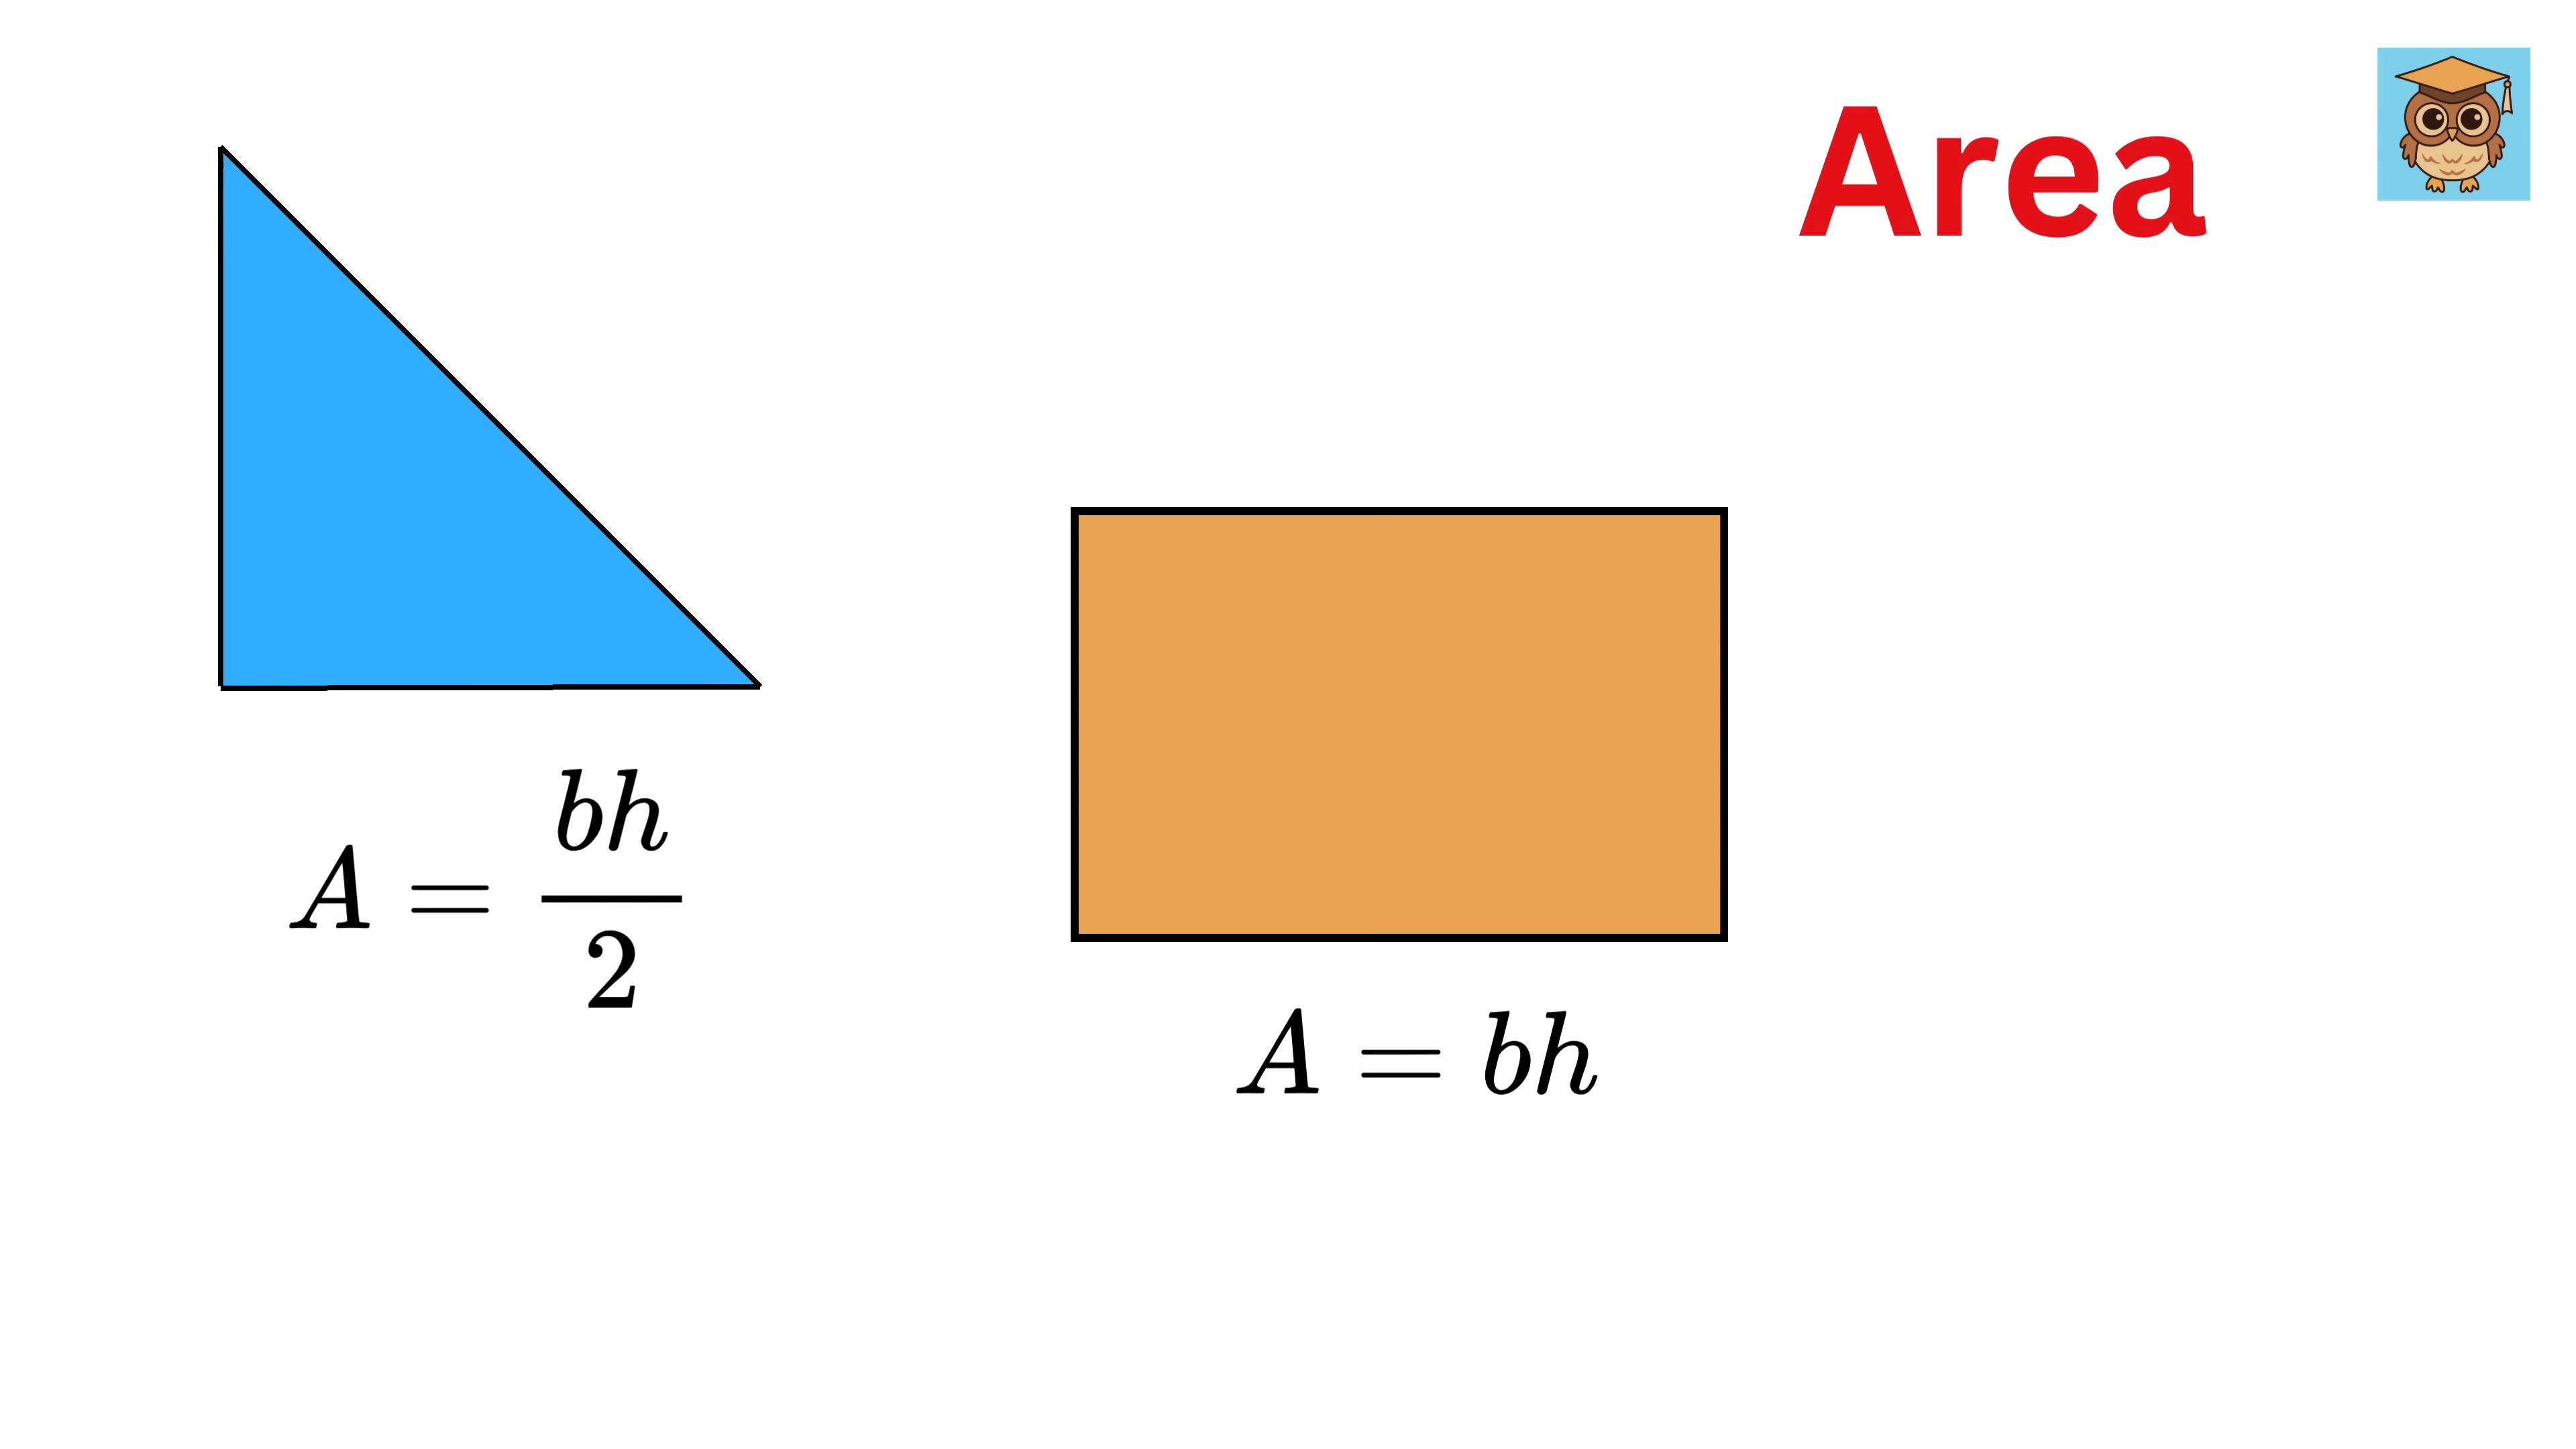 Area
A = bh/2
A = bh